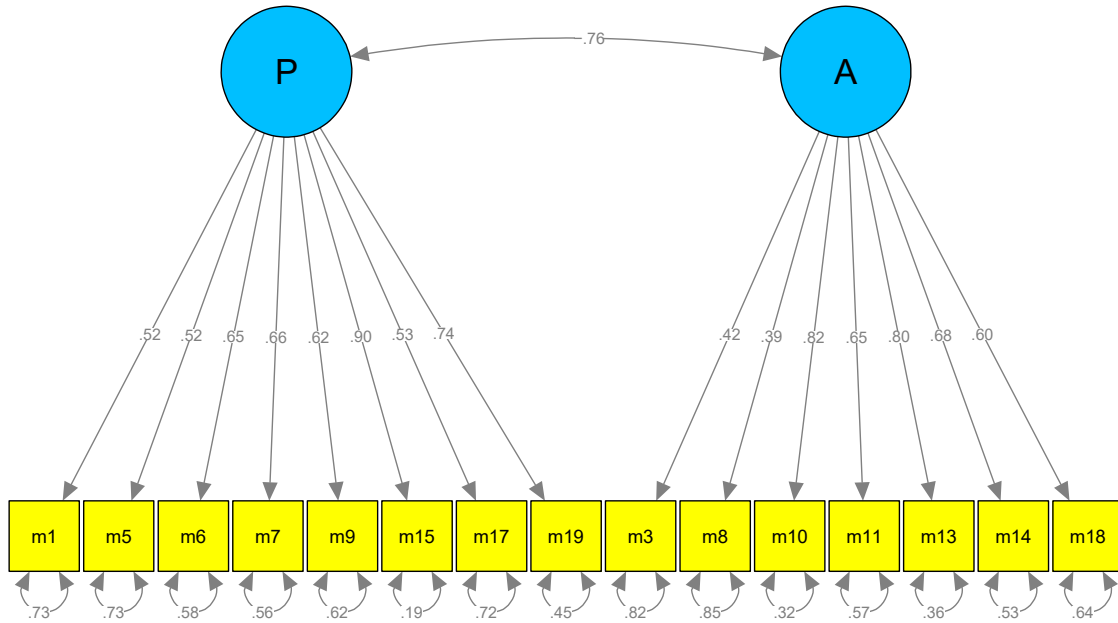 P A
.76
.52 .52 .65 .66 .62 .90 .53 .74 .42 .39 .82 .65 .80 .68 .60
m1 m5 m6 m7 m9 m15 m17 m19 m3 m8 m10 m11 m13 m14 m18
.73 .73 .58 .56 .62 .19 .72 .45 .82 .85 .32 .57 .36 .53 .64